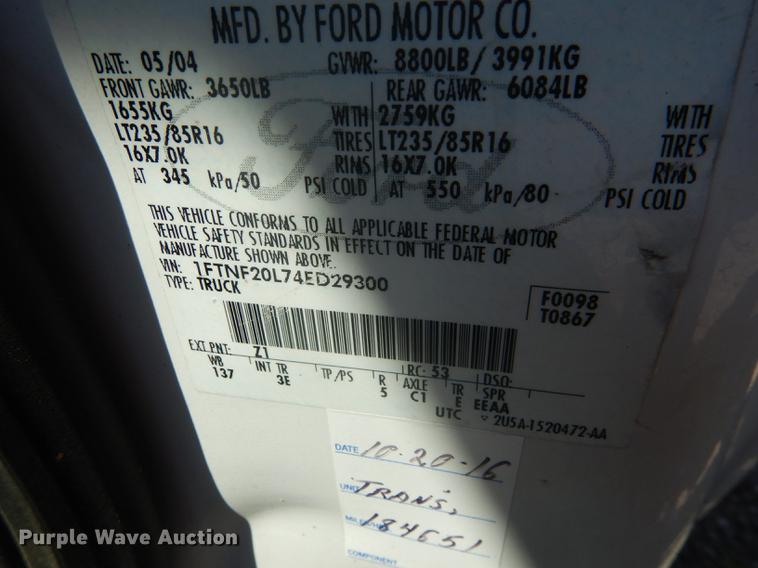 MFD. BY FORD MOTOR CO.
DATE: 05/04 GVWR: 8800LB/ 3991KG
FRONT GAWR: 3650LB REAR GAWR: 6084LB
1655KG WITH 2759KG WITH
LT235/85R16 TIRES LT235/85R16 TIRES
16X7.0K RIMS 16X7.0K RIMS
AT 345 kPa/50 PSI COLD AT 550 kPa/80 PSI COLD
Ford
THIS VEHICLE CONFORMS TO ALL APPLICABLE FEDERAL MOTOR
VEHICLE SAFETY STANDARDS IN EFFECT ON THE DATE OF
MANUFACTURE SHOWN ABOVE.
VIN: 1FTNF20L74ED29300
TYPE: TRUCK
F0098
T0867
EXT PNT: Z1 RC: 53 DSO:
WB INT TR TP/PS R AXLE TR SPR
137 3E 5 C1 E EEAA
UTC 2U5A-1520472-AA
DATE 10-20-16
UNIT TRANS,
MILES/HR 184651
COMPONENT
Purple Wave Auction